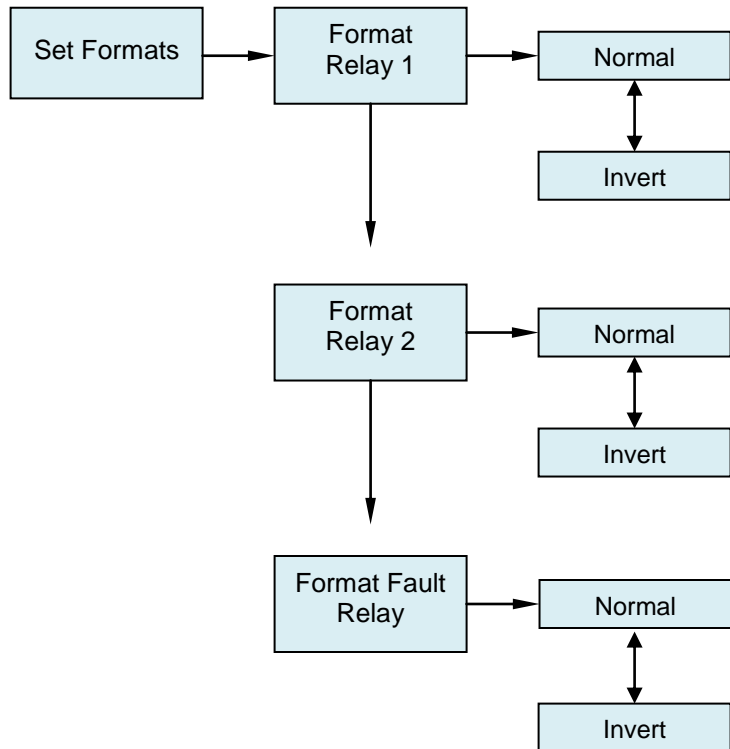 Set Formats
Format
Relay 1
Normal
Invert
Format
Relay 2
Normal
Invert
Format Fault
Relay
Normal
Invert